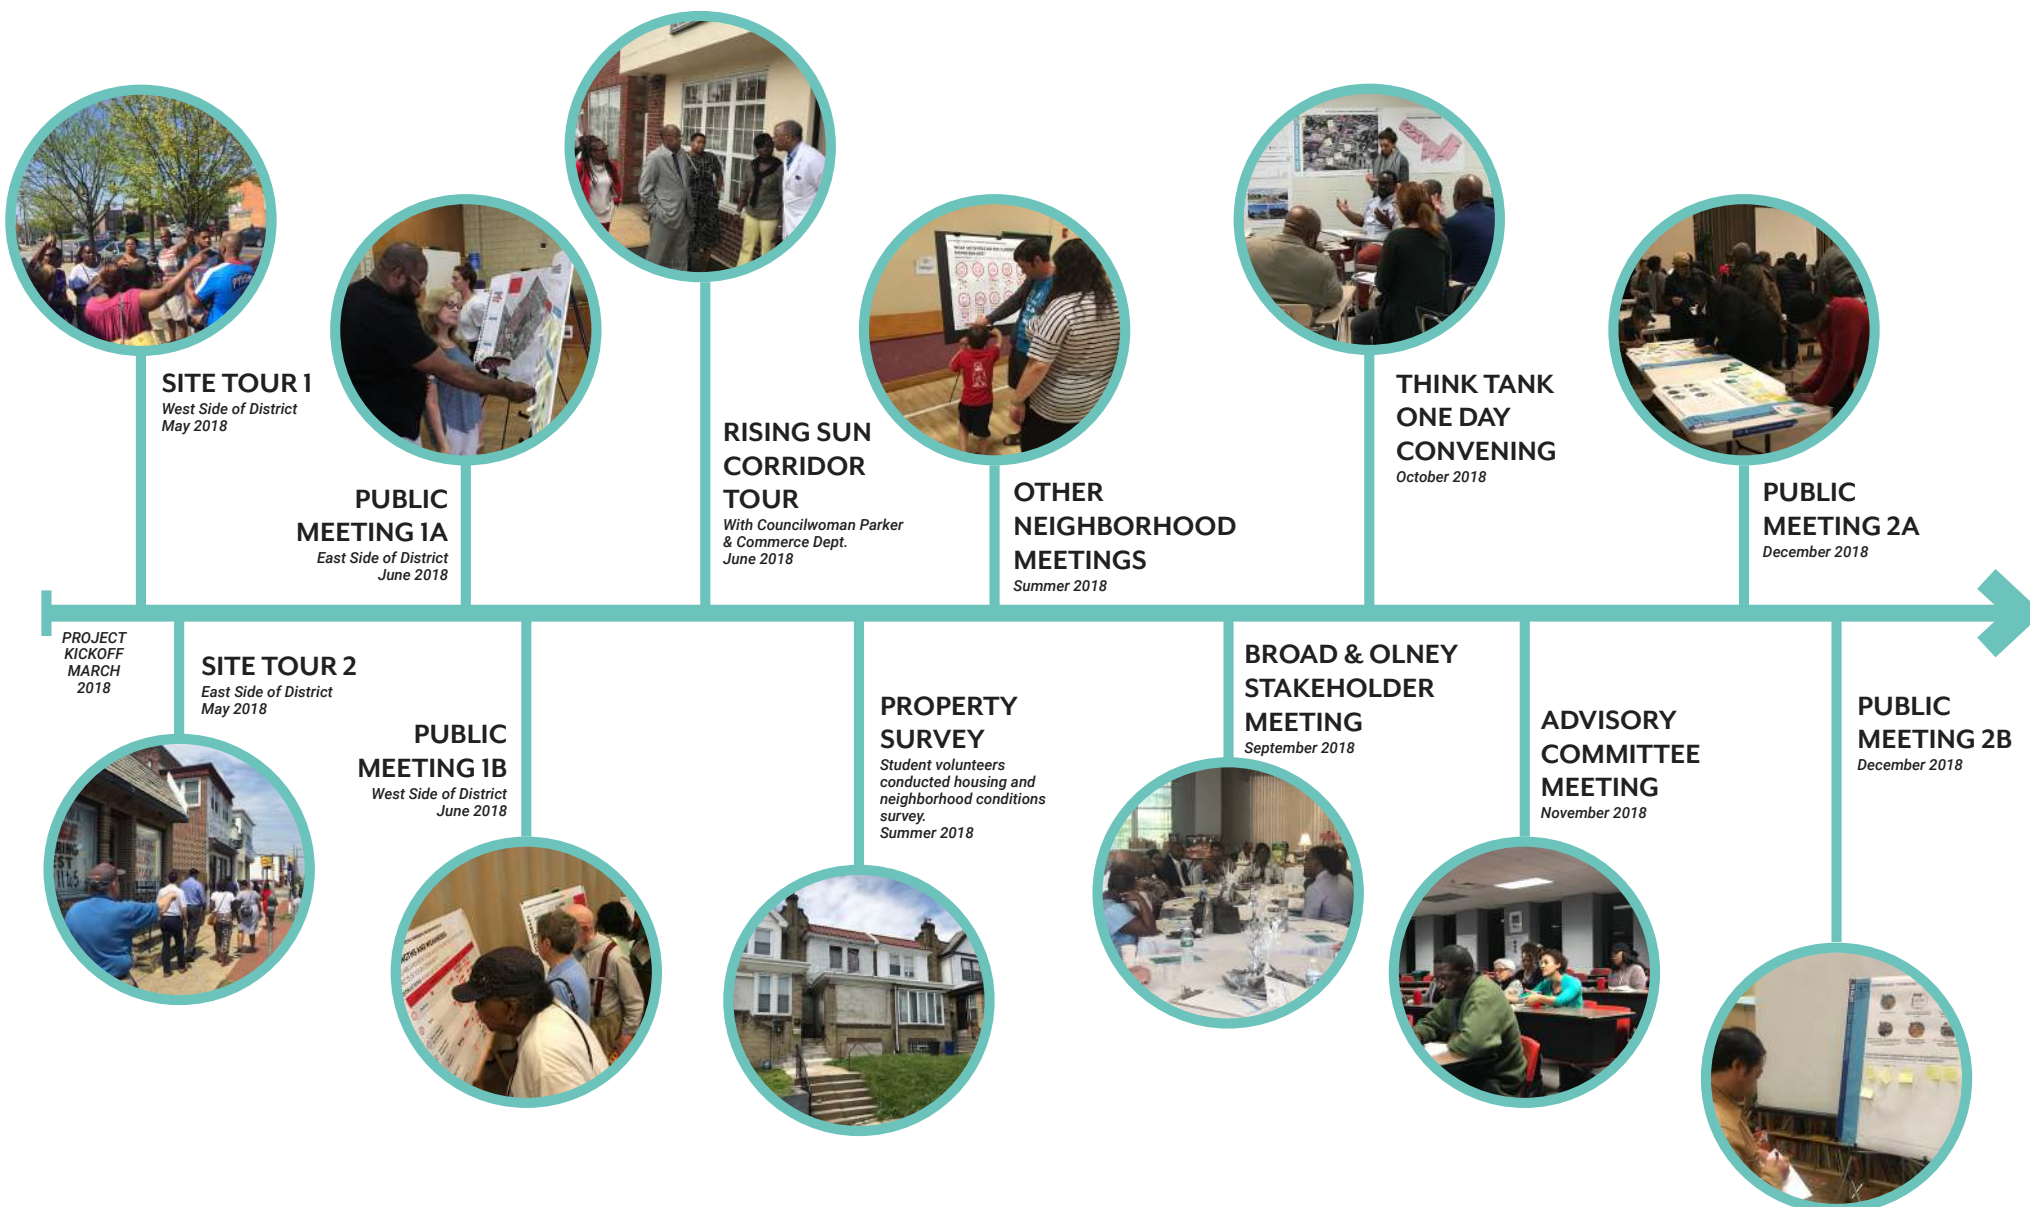 SITE TOUR 1
West Side of District
May 2018
PUBLIC
MEETING 1A
East Side of District
June 2018
RISING SUN
CORRIDOR
TOUR
With Councilwoman Parker
& Commerce Dept.
June 2018
OTHER
NEIGHBORHOOD
MEETINGS
Summer 2018
THINK TANK
ONE DAY
CONVENING
October 2018
PUBLIC
MEETING 2A
December 2018
PROJECT
KICKOFF
MARCH
2018
SITE TOUR 2
East Side of District
May 2018
PUBLIC
MEETING 1B
West Side of District
June 2018
PROPERTY
SURVEY
Student volunteers
conducted housing and
neighborhood conditions
survey.
Summer 2018
BROAD & OLNEY
STAKEHOLDER
MEETING
September 2018
ADVISORY
COMMITTEE
MEETING
November 2018
PUBLIC
MEETING 2B
December 2018